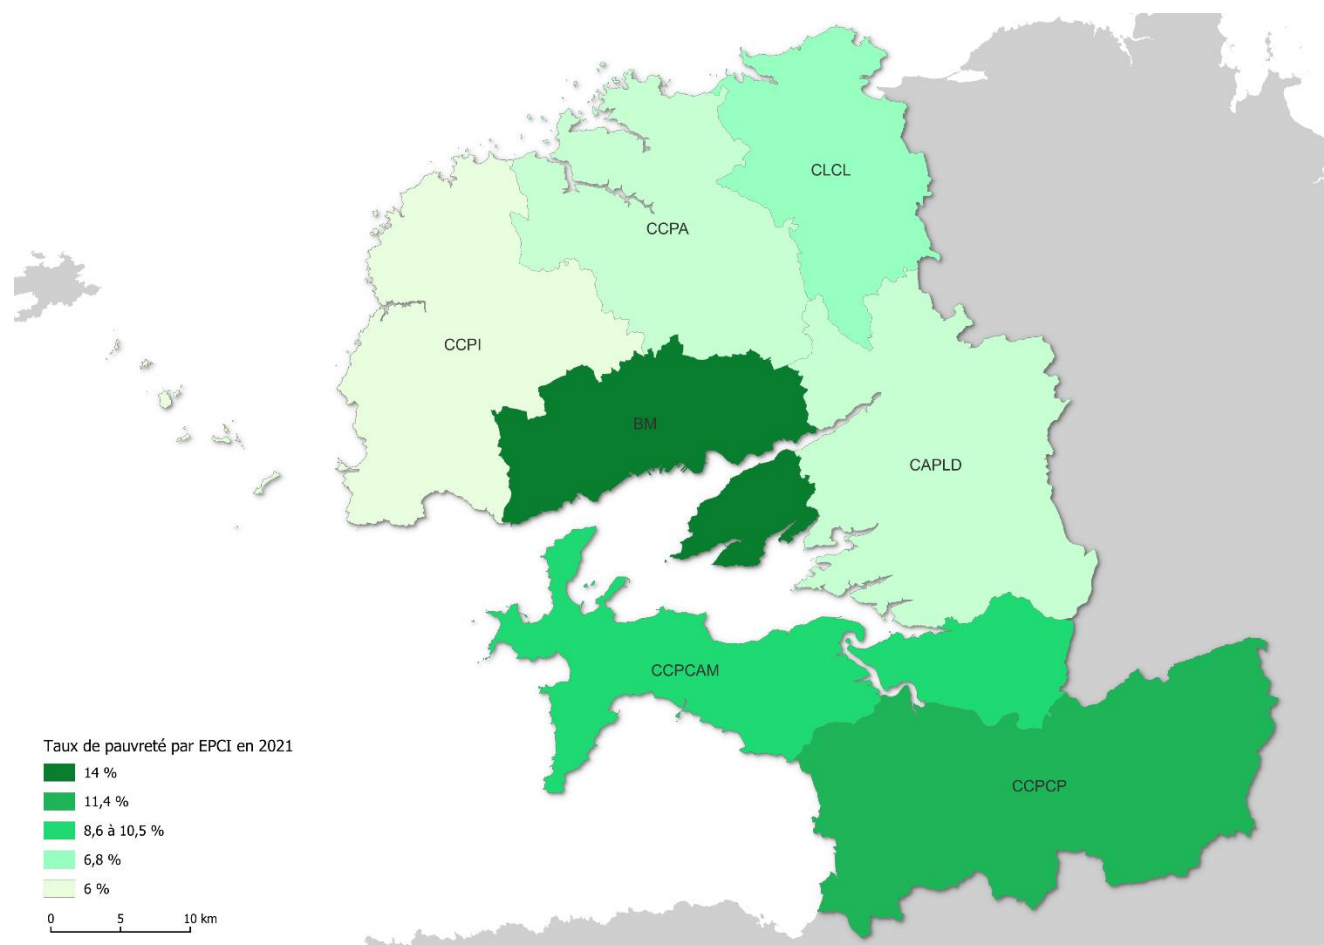 CLCL
CCPA
CCPI
BM
CAPLD
CCPCAM
CCPCP
Taux de pauvreté par EPCI en 2021
14 %
11,4 %
8,6 à 10,5 %
6,8 %
6 %
0 5 10 km